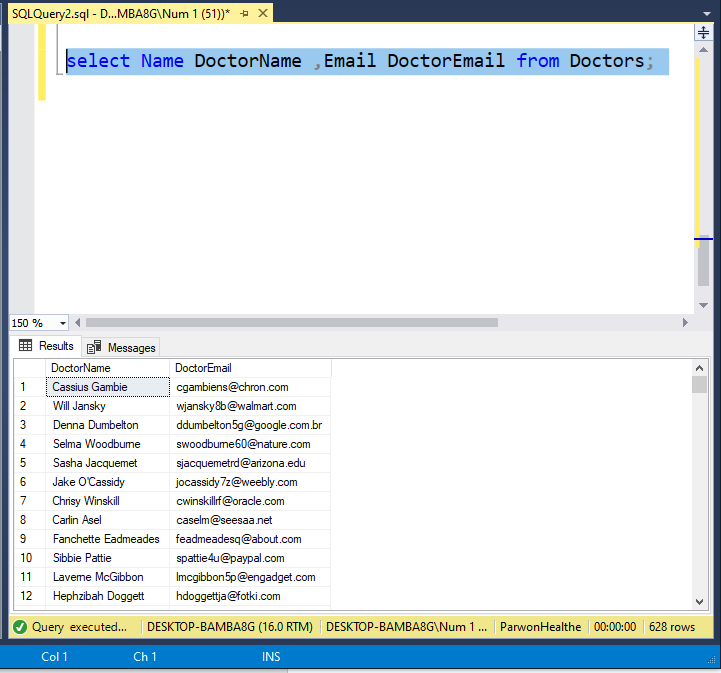 SQLQuery2.sql - D...MBA8G\Num 1 (51))*
select Name DoctorName ,Email DoctorEmail from Doctors;
150 %
Results Messages
DoctorName DoctorEmail
1 Cassius Gambie cgambiens@chron.com
2 Will Jansky wjansky8b@walmart.com
3 Denna Dumbelton ddumbelton5g@google.com.br
4 Selma Woodburne swoodburne60@nature.com
5 Sasha Jacquemet sjacquemetrd@arizona.edu
6 Jake O'Cassidy jocassidy7z@weebly.com
7 Chrisy Winskill cwinskillrf@oracle.com
8 Carlin Asel caselm@seesaa.net
9 Fanchette Eadmeades feadmeadesq@about.com
10 Sibbie Pattie spattie4u@paypal.com
11 Laverne McGibbon lmcgibbon5p@engadget.com
12 Hephzibah Doggett hdoggettja@fotki.com
Query executed... DESKTOP-BAMBA8G (16.0 RTM) DESKTOP-BAMBA8G\Num 1 ... ParwonHealthe 00:00:00 628 rows
Col 1 Ch 1 INS